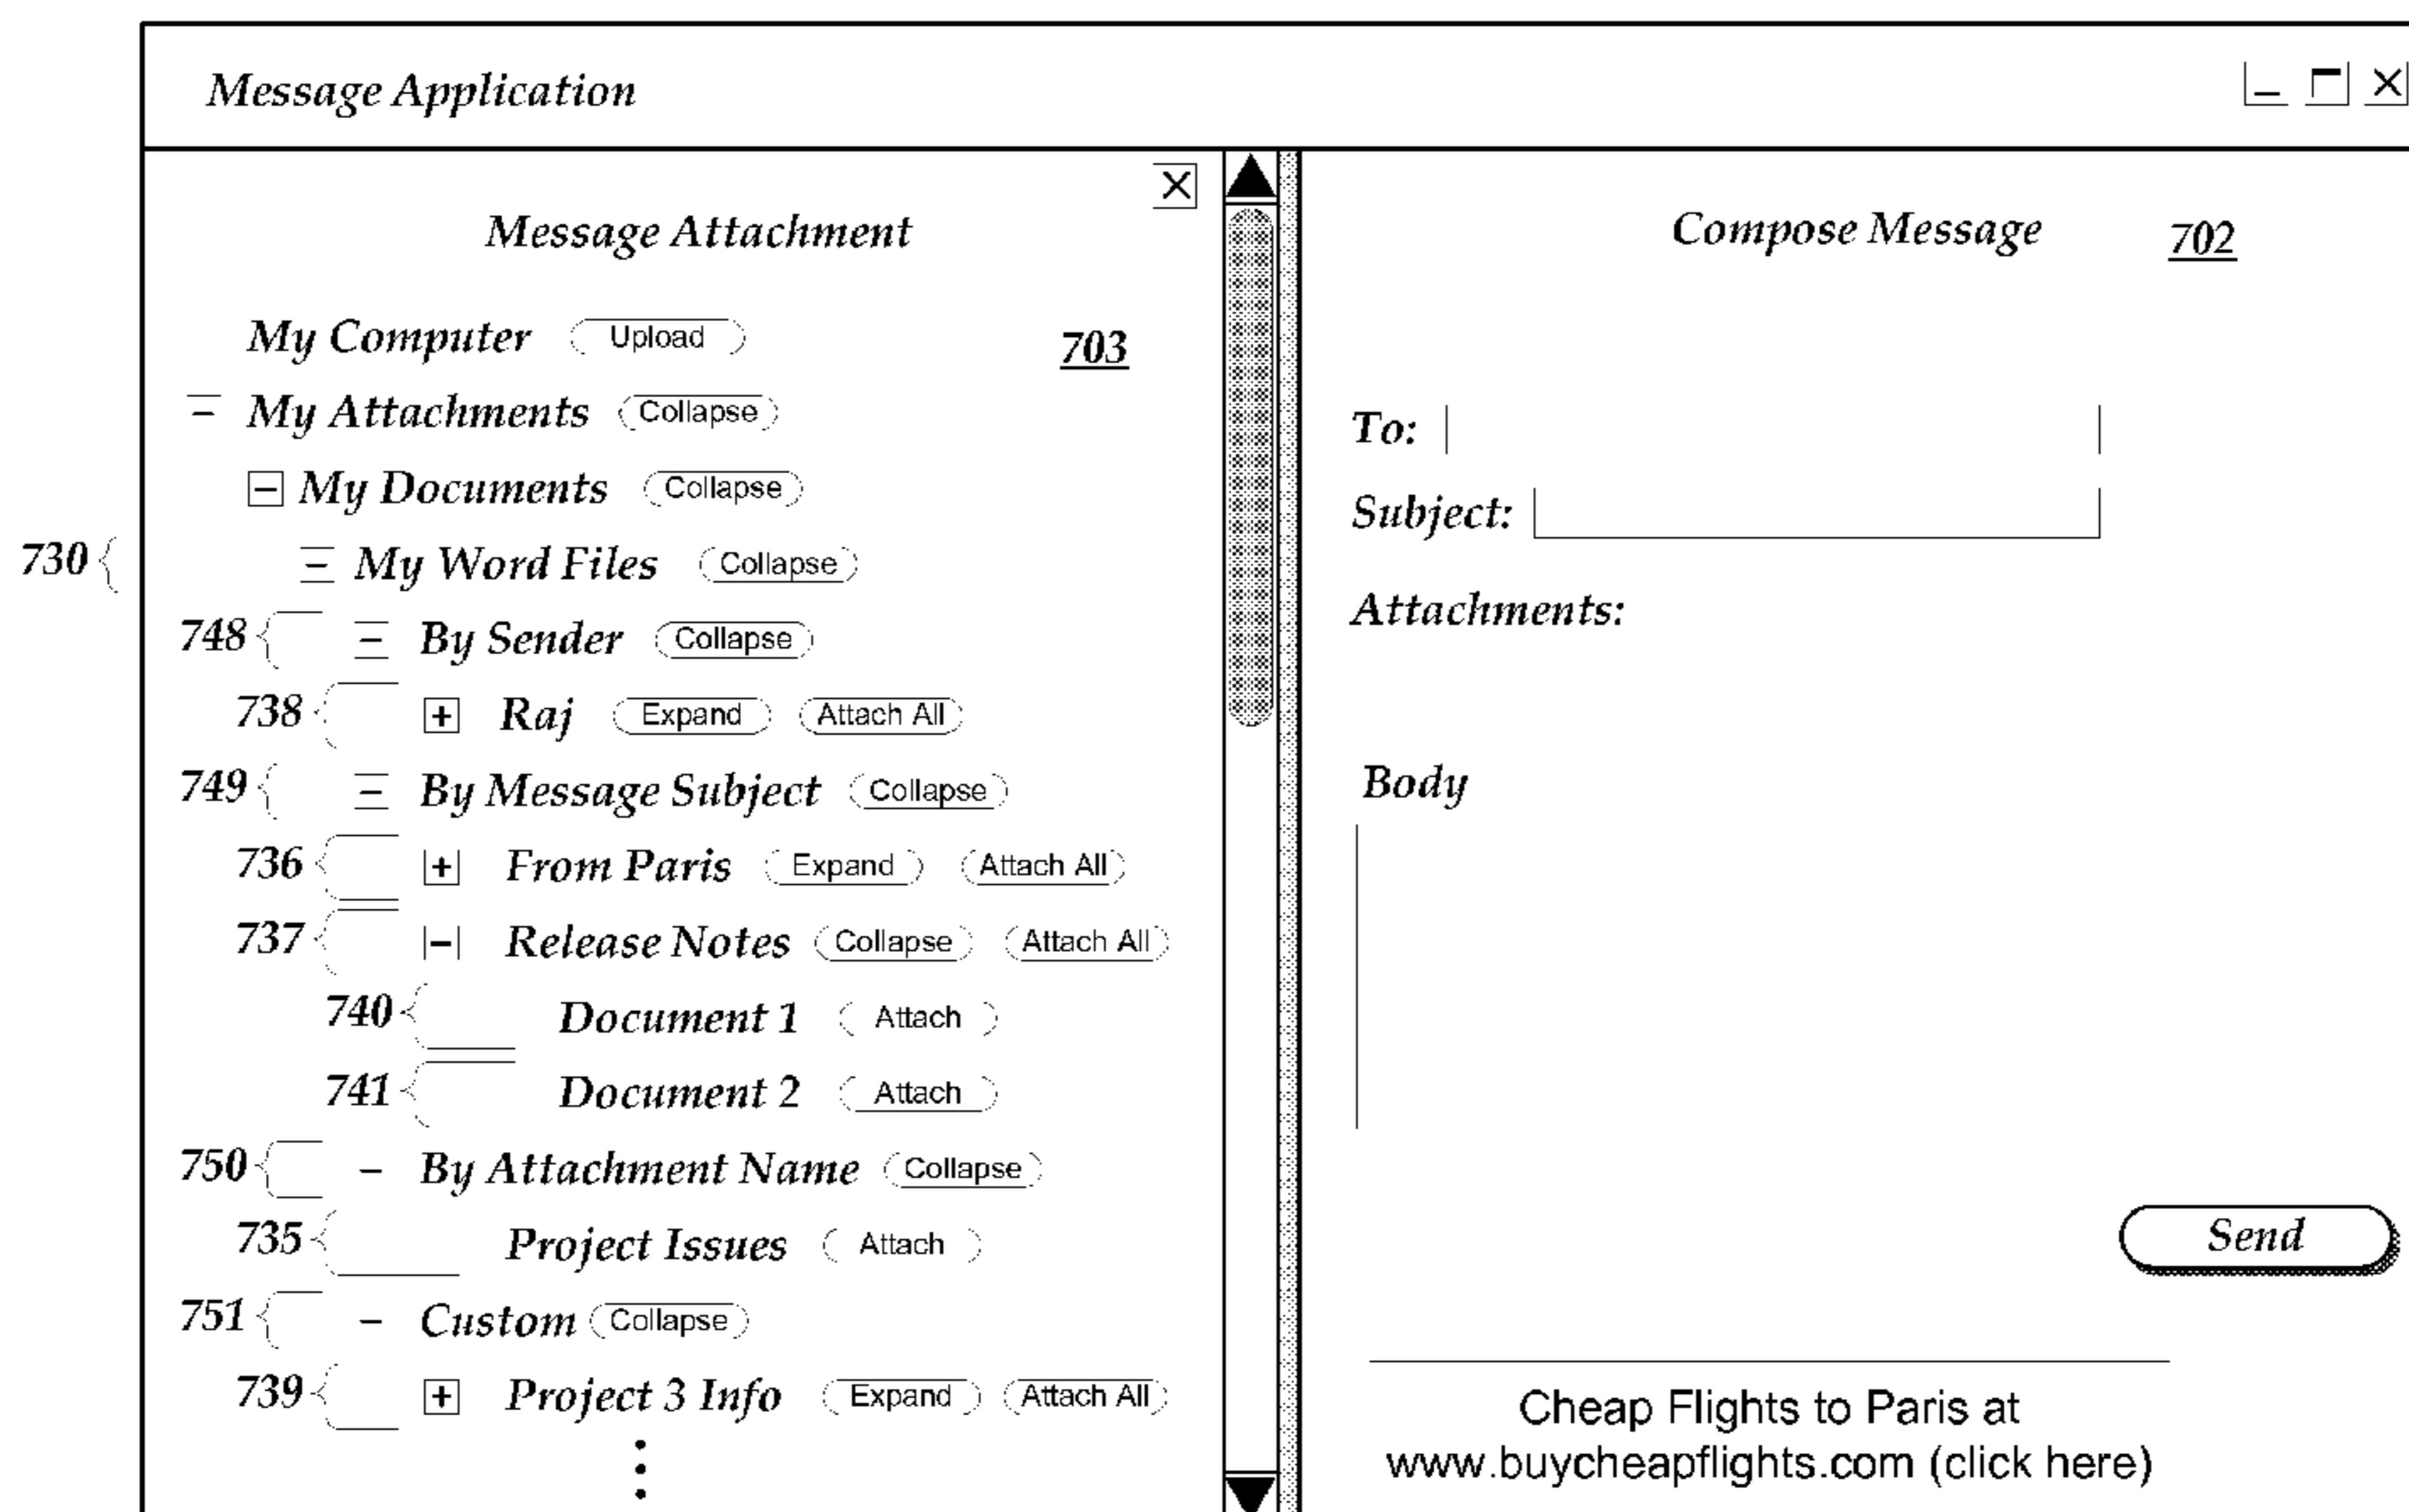 Message Application
Message Attachment
703
My Computer Upload
My Attachments Collapse
My Documents Collapse
730 My Word Files Collapse
748 By Sender Collapse
738 Raj Expand Attach All
749 By Message Subject Collapse
736 From Paris Expand Attach All
737 Release Notes Collapse Attach All
740 Document 1 Attach
741 Document 2 Attach
750 By Attachment Name Collapse
735 Project Issues Attach
751 Custom Collapse
739 Project 3 Info Expand Attach All
Compose Message 702
To:
Subject:
Attachments:
Body
Send
Cheap Flights to Paris at
www.buycheapflights.com (click here)